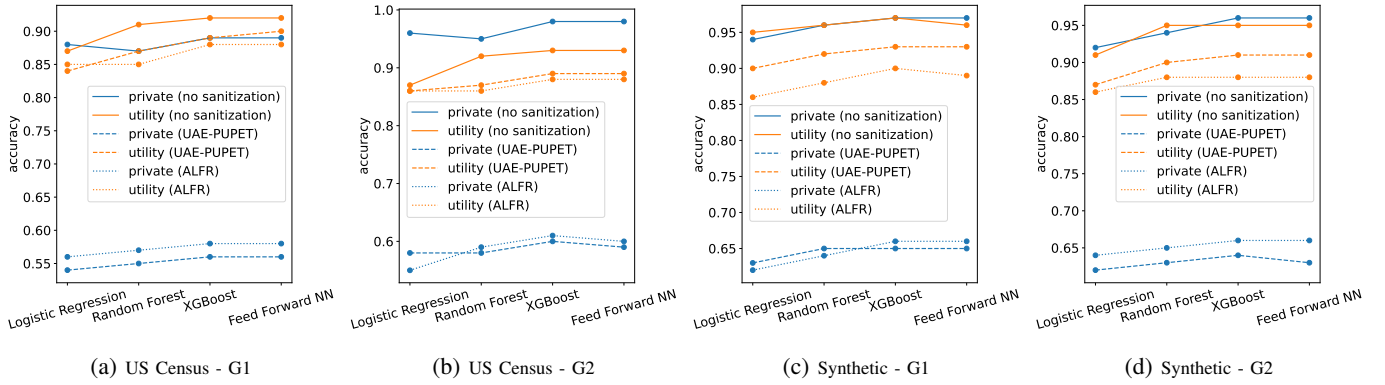 0.90
0.85
0.80
0.75
0.70
0.65
0.60
0.55
accuracy
private (no sanitization)
utility (no sanitization)
private (UAE-PUPET)
utility (UAE-PUPET)
private (ALFR)
utility (ALFR)
Logistic Regression
Random Forest
XGBoost
Feed Forward NN
(a) US Census - G1
1.0
0.9
0.8
0.7
0.6
accuracy
private (no sanitization)
utility (no sanitization)
private (UAE-PUPET)
utility (UAE-PUPET)
private (ALFR)
utility (ALFR)
Logistic Regression
Random Forest
XGBoost
Feed Forward NN
(b) US Census - G2
0.95
0.90
0.85
0.80
0.75
0.70
0.65
accuracy
private (no sanitization)
utility (no sanitization)
private (UAE-PUPET)
utility (UAE-PUPET)
private (ALFR)
utility (ALFR)
Logistic Regression
Random Forest
XGBoost
Feed Forward NN
(c) Synthetic - G1
0.95
0.90
0.85
0.80
0.75
0.70
0.65
accuracy
private (no sanitization)
utility (no sanitization)
private (UAE-PUPET)
utility (UAE-PUPET)
private (ALFR)
utility (ALFR)
Logistic Regression
Random Forest
XGBoost
Feed Forward NN
(d) Synthetic - G2